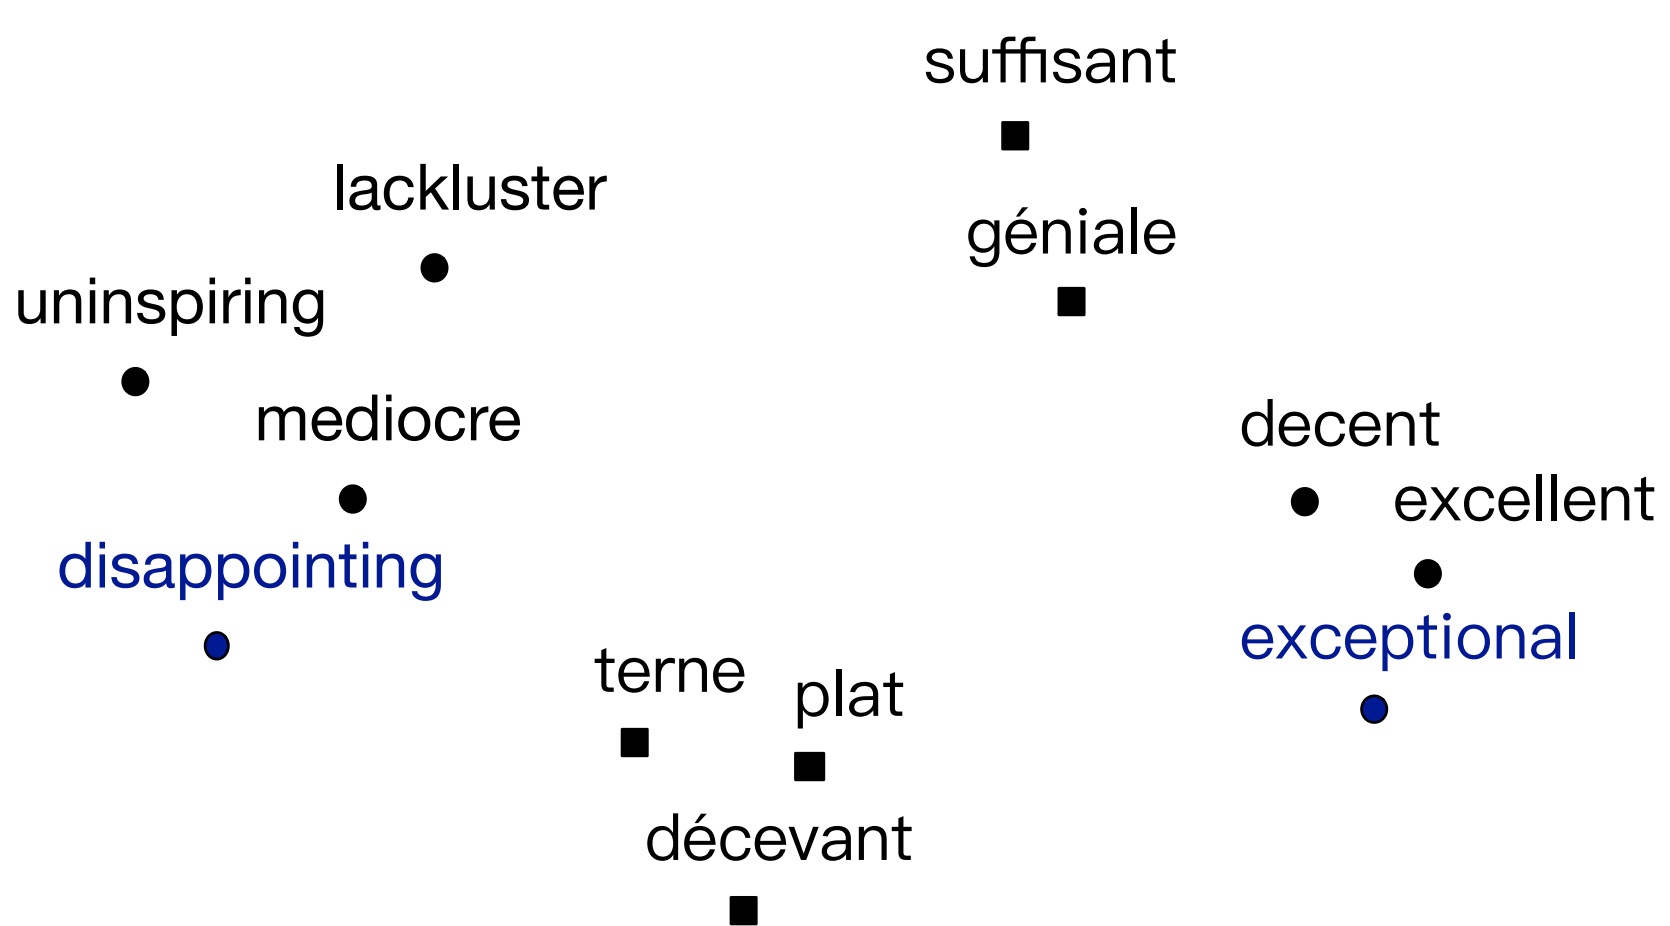 suffisant
lackluster
géniale
uninspiring
mediocre
decent
excellent
disappointing
exceptional
terne
plat
décevant